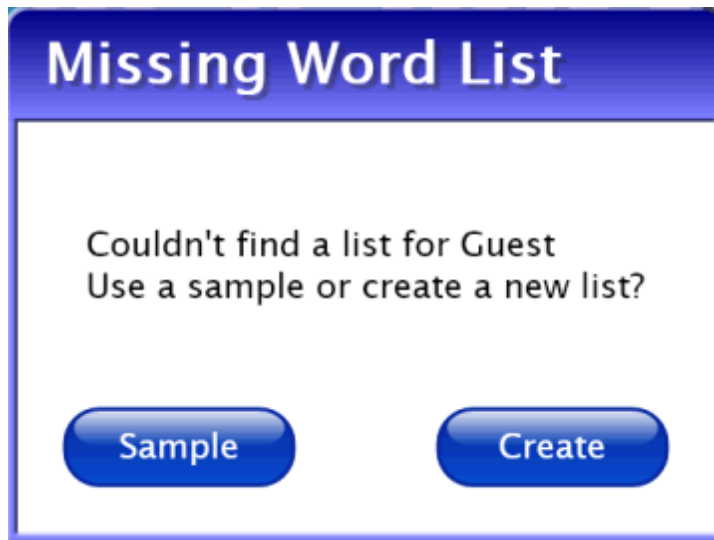 Missing Word List
Couldn't find a list for Guest
Use a sample or create a new list?
Sample
Create